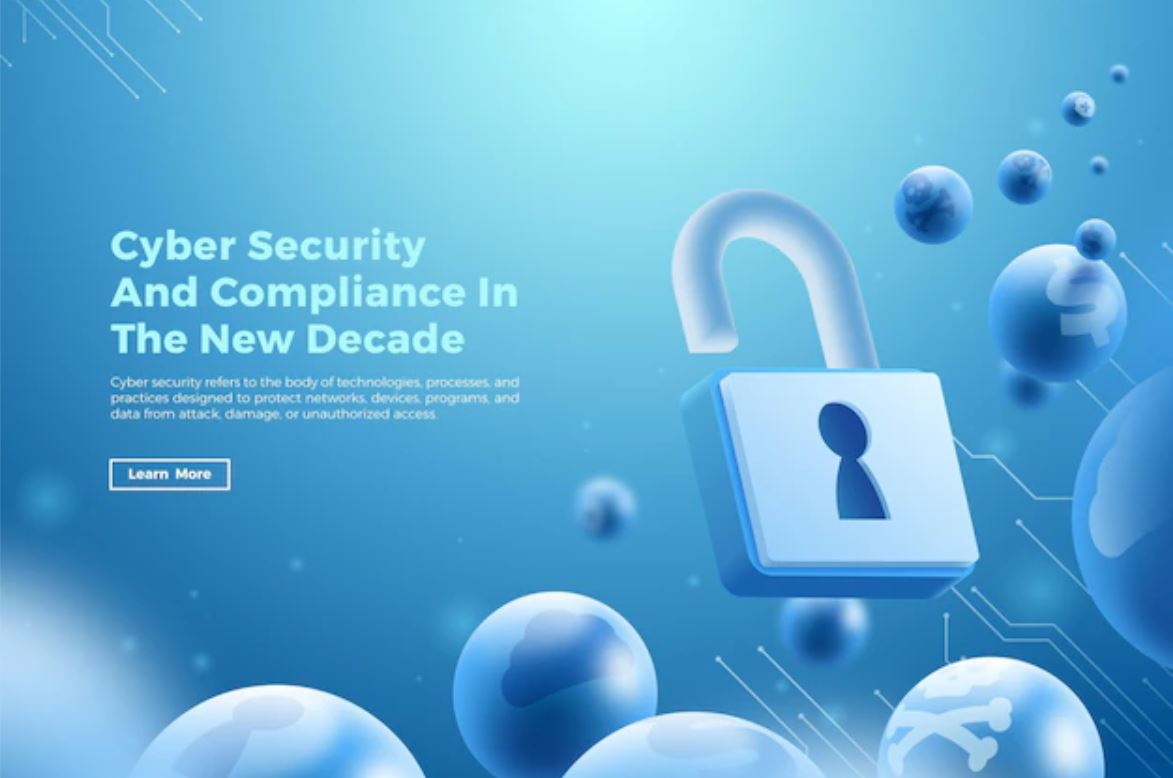 Cyber Security
And Compliance In
The New Decade
Cyber security refers to the body of technologies, processes, and
practices designed to protect networks, devices, programs, and
data from attack, damage, or unauthorized access.
Learn More
$